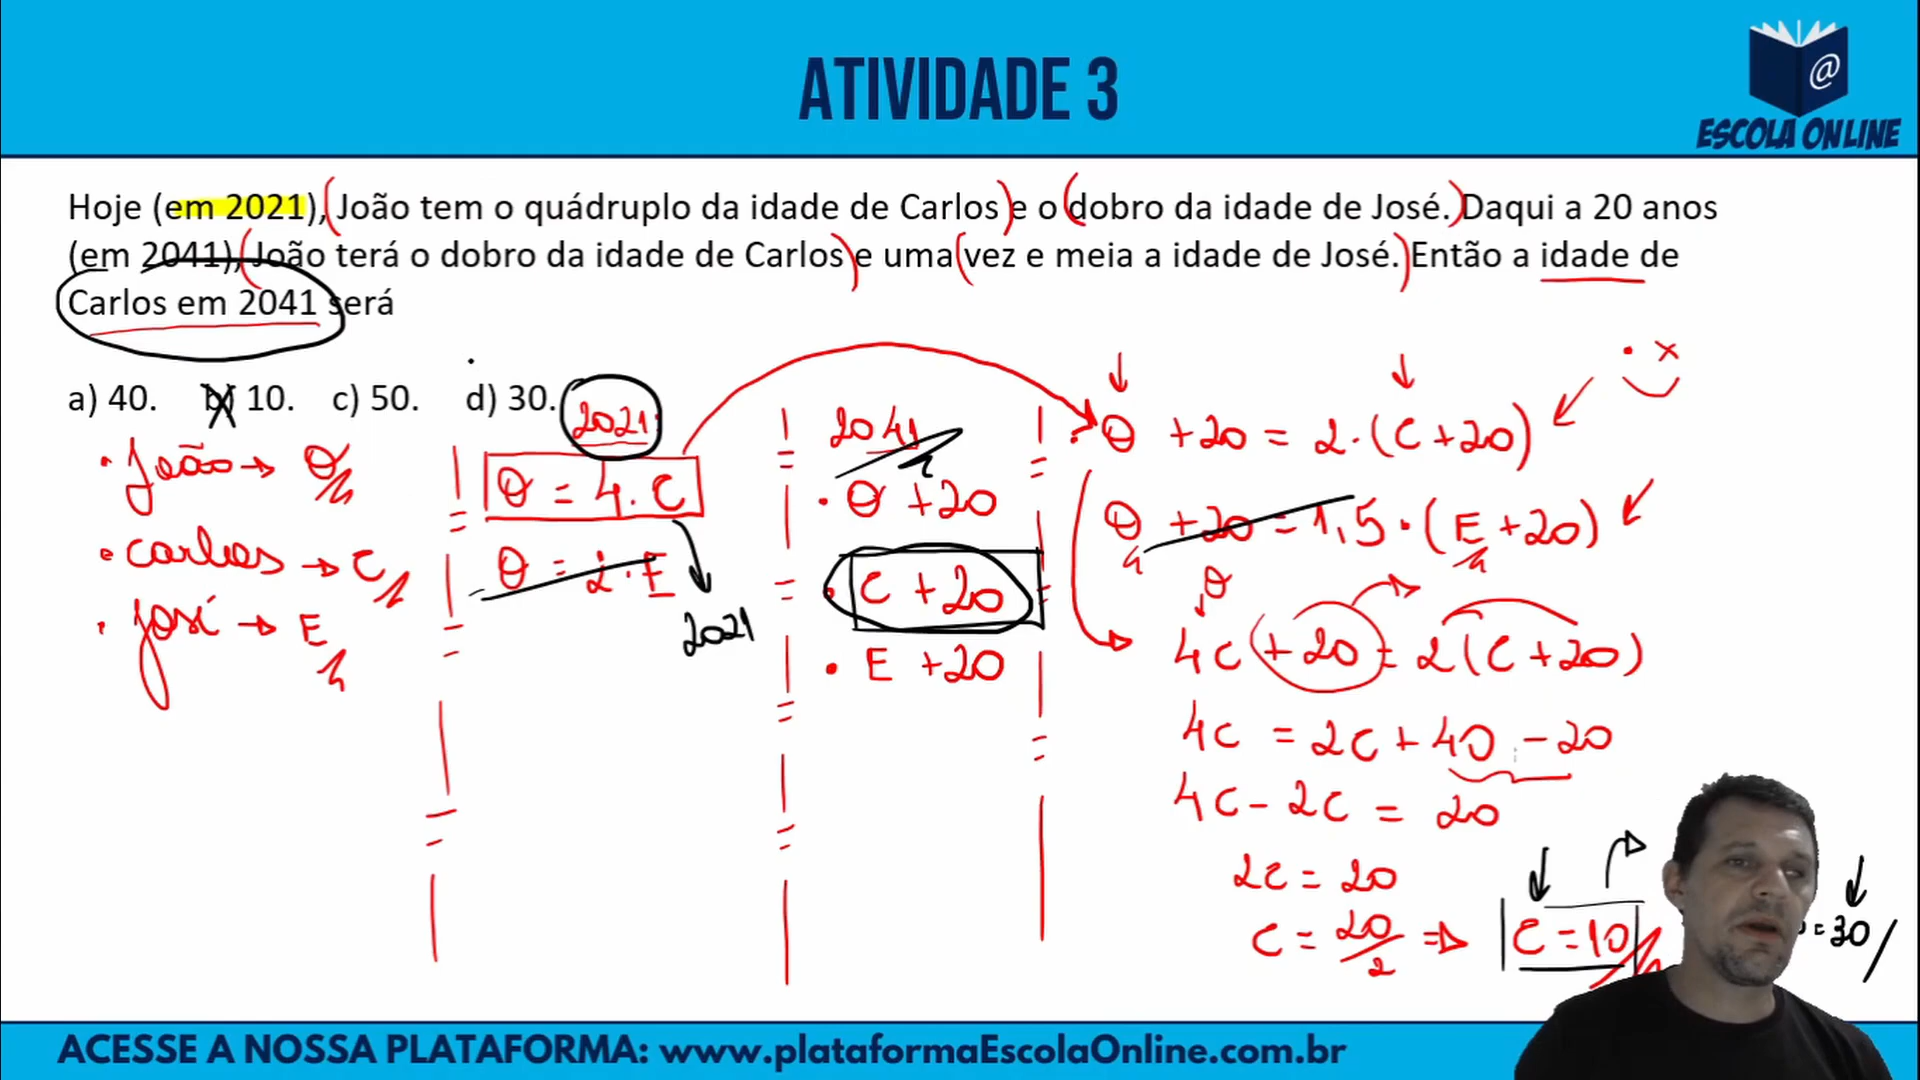 ATIVIDADE 3
@
ESCOLA ONLINE
Hoje (em 2021), João tem o quádruplo da idade de Carlos e o dobro da idade de José. Daqui a 20 anos
(em 2041), João terá o dobro da idade de Carlos e uma vez e meia a idade de José. Então a idade de
Carlos em 2041 será
a) 40. b) 10. c) 50. d) 30.
João → θ
Carlos → C
José → E
2021
θ = 4·C
θ = 2·E
2021
2041
θ +20
C +20
E +20
x
θ +20 = 2·(C+20)
θ +20 = 1,5·(E+20)
θ
4C +20 = 2(C+20)
4C = 2C + 40 - 20
4C - 2C = 20
2C = 20
C = 20/2 ⇒ C = 10
= 30
ACESSE A NOSSA PLATAFORMA: www.plataformaEscolaOnline.com.br